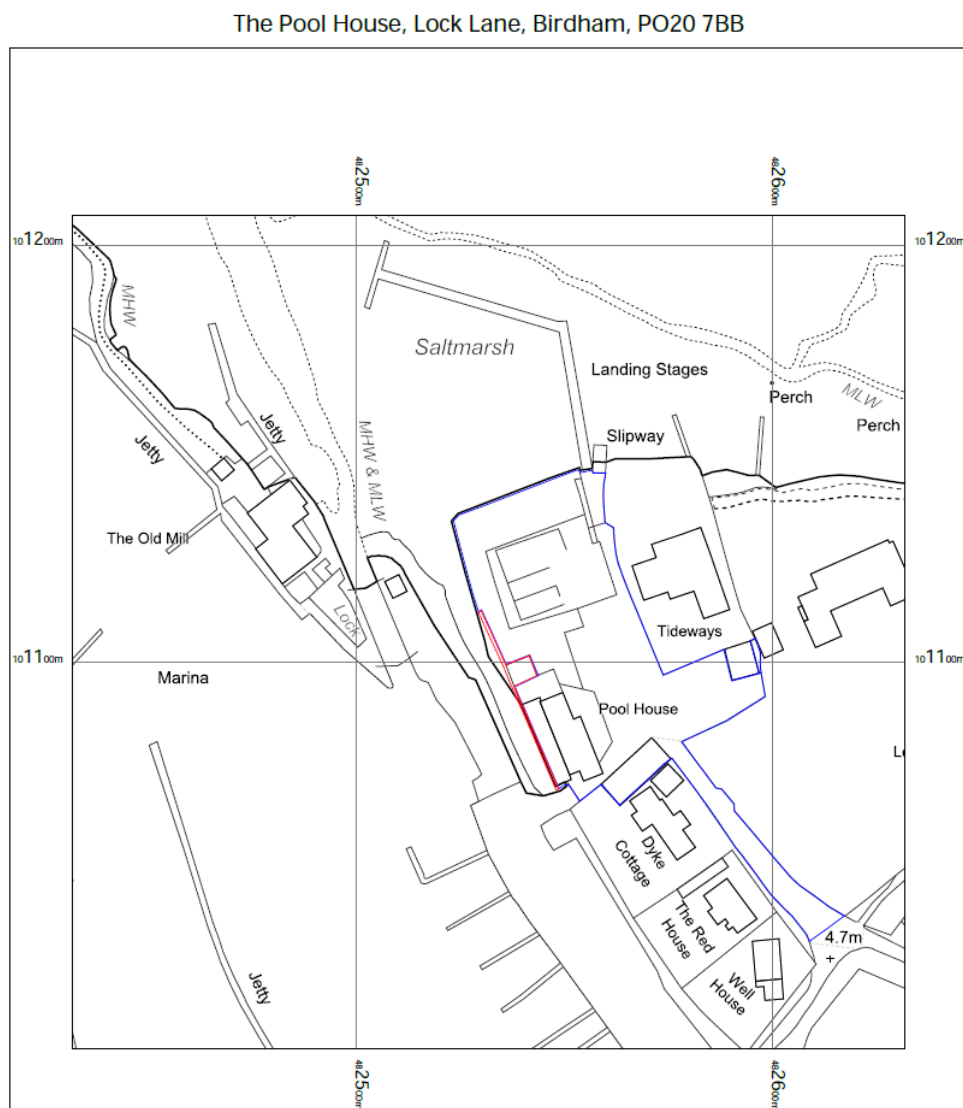 The Pool House, Lock Lane, Birdham, PO20 7BB
482500m
482600m
101200m
101200m
MHW
Saltmarsh
Landing Stages
Perch
MLW
Perch
Jetty
Jetty
Slipway
MHW & MLW
The Old Mill
Lock
Tideways
101100m
101100m
Marina
Pool House
Le
Dyke
Cottage
The Red
House
4.7m
Well
House
Jetty
482500m
482600m